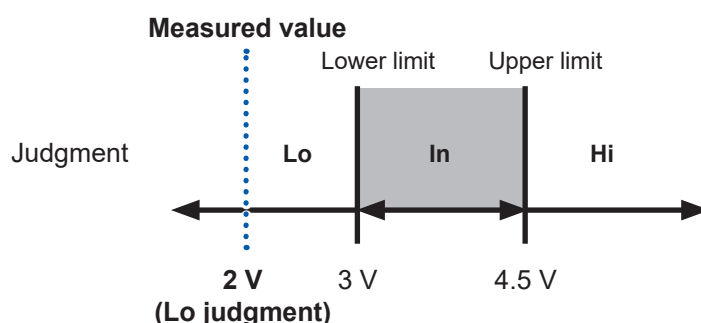 Measured value
Lower limit
Upper limit
Judgment
Lo
In
Hi
2 V
3 V
4.5 V
(Lo judgment)